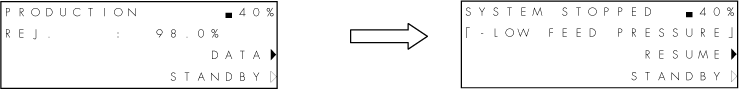 PRODUCTION ▄ 40%
REJ. : 98.0%
DATA ▶
STANDBY ▷
SYSTEM STOPPED ▄ 40%
⌈-LOW FEED PRESSURE⌋
RESUME ▶
STANDBY ▷